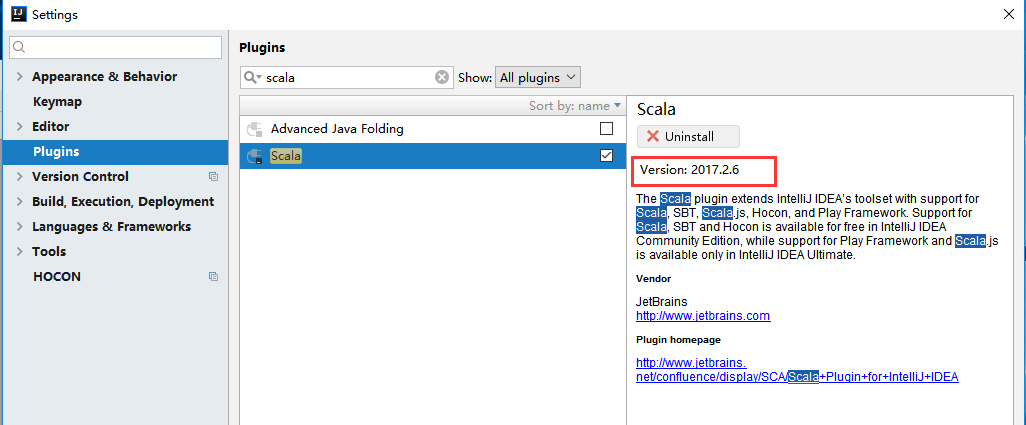 Settings
Plugins
scala
Show: All plugins
Appearance & Behavior
Keymap
Editor
Plugins
Version Control
Build, Execution, Deployment
Languages & Frameworks
Tools
HOCON
Sort by: name
Advanced Java Folding
Scala
Scala
Uninstall
Version: 2017.2.6
The Scala plugin extends IntelliJ IDEA's toolset with support for
Scala, SBT, Scala.js, Hocon, and Play Framework. Support for
Scala, SBT and Hocon is available for free in IntelliJ IDEA
Community Edition, while support for Play Framework and Scala.js
is available only in IntelliJ IDEA Ultimate.
Vendor
JetBrains
http://www.jetbrains.com
Plugin homepage
http://www.jetbrains.
net/confluence/display/SCA/Scala+Plugin+for+IntelliJ+IDEA